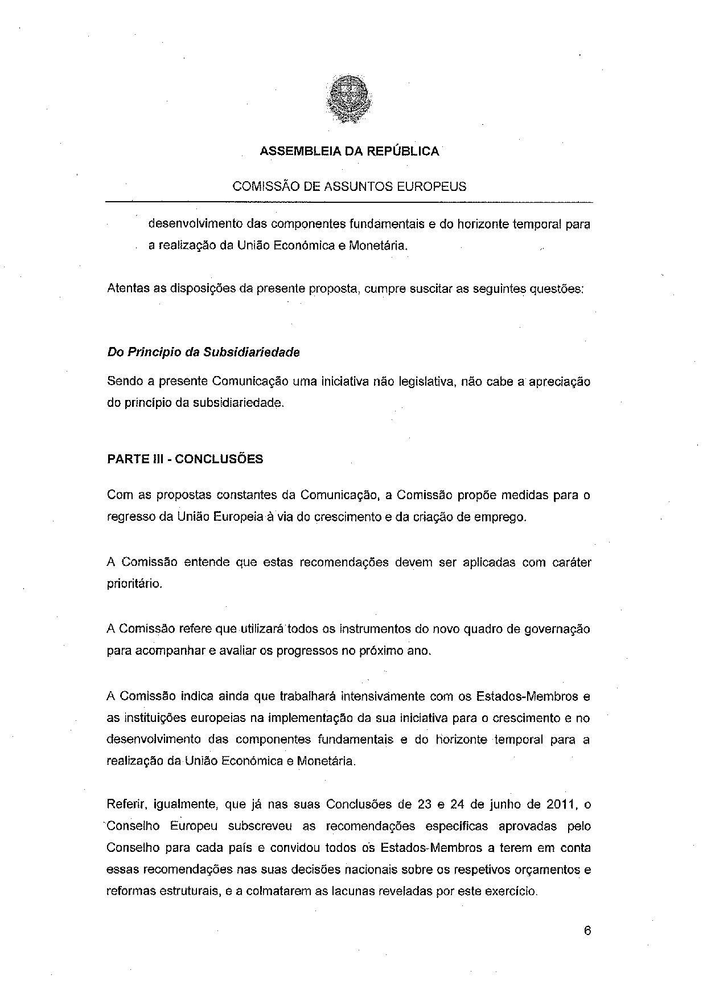 ASSEMBLEIA DA REPÚBLICA
COMISSÃO DE ASSUNTOS EUROPEUS
desenvolvimento das componentes fundamentais e do horizonte temporal para
a realização da União Económica e Monetária.
Atentas as disposições da presente proposta, cumpre suscitar as seguintes questões:
Do Principio da Subsidiariedade
Sendo a presente Comunicação uma iniciativa não legislativa, não cabe a apreciação
do princípio da subsidiariedade.
PARTE III - CONCLUSÕES
Com as propostas constantes da Comunicação, a Comissão propõe medidas para o
regresso da União Europeia à via do crescimento e da criação de emprego.
A Comissão entende que estas recomendações devem ser aplicadas com caráter
prioritário.
A Comissão refere que utilizará todos os instrumentos do novo quadro de governação
para acompanhar e avaliar os progressos no próximo ano.
A Comissão indica ainda que trabalhará intensivamente com os Estados-Membros e
as instituições europeias na implementação da sua iniciativa para o crescimento e no
desenvolvimento das componentes fundamentais e do horizonte temporal para a
realização da União Económica e Monetária.
Referir, igualmente, que já nas suas Conclusões de 23 e 24 de junho de 2011, o
Conselho Europeu subscreveu as recomendações específicas aprovadas pelo
Conselho para cada país e convidou todos os Estados-Membros a terem em conta
essas recomendações nas suas decisões nacionais sobre os respetivos orçamentos e
reformas estruturais, e a colmatarem as lacunas reveladas por este exercício.
6